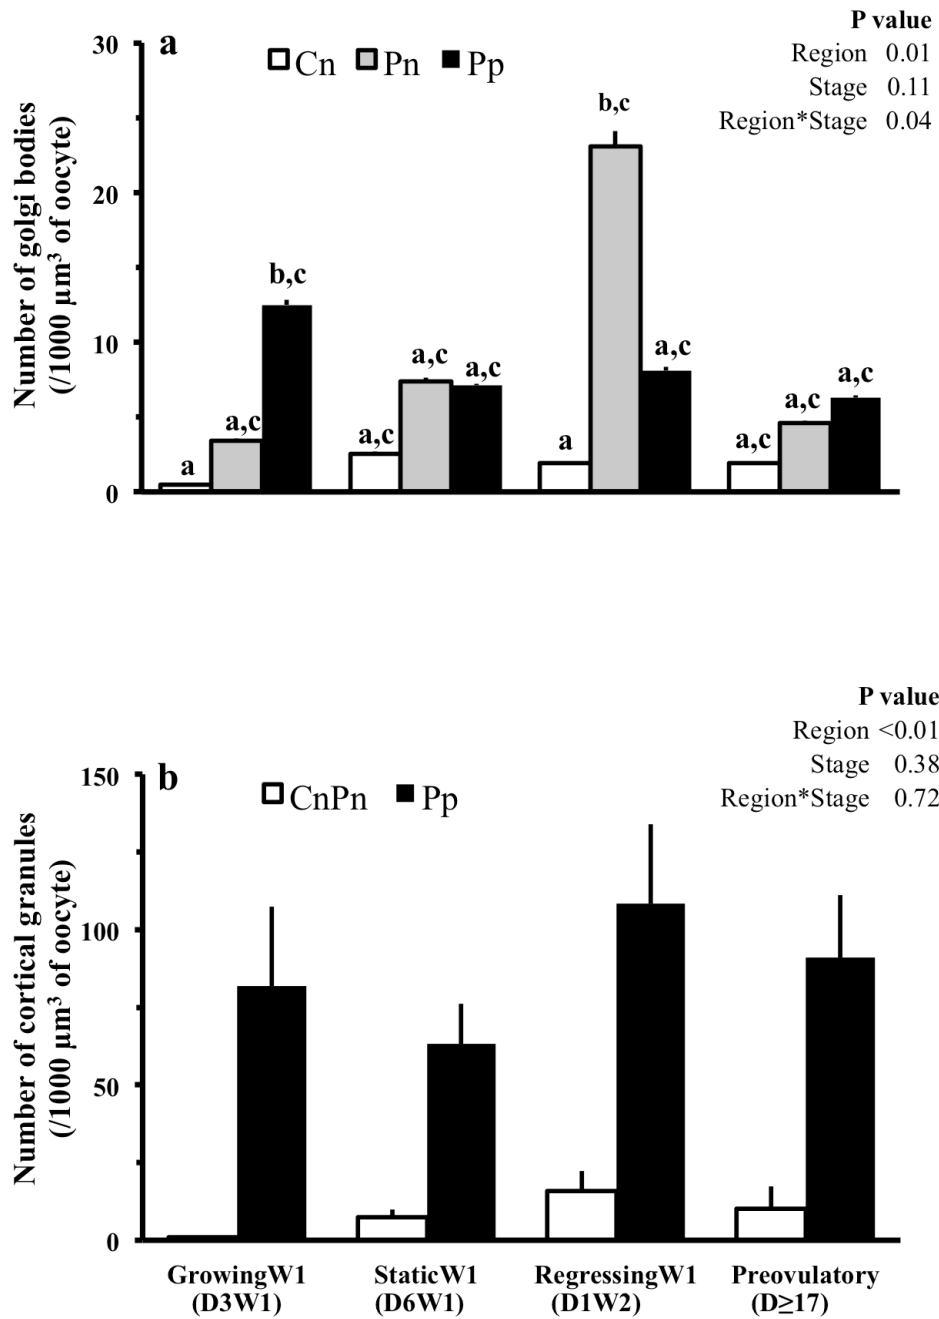 P value
Region 0.01
Stage 0.11
Region*Stage 0.04
a
Cn Pn Pp
Number of golgi bodies
(/1000 µm³ of oocyte)
30
20
10
0
a
a,c
b,c
a,c
a,c
a,c
a
b,c
a,c
a,c
a,c
a,c
P value
Region <0.01
Stage 0.38
Region*Stage 0.72
b
CnPn Pp
Number of cortical granules
(/1000 µm³ of oocyte)
150
100
50
0
GrowingW1 StaticW1 RegressingW1 Preovulatory
(D3W1) (D6W1) (D1W2) (D≥17)